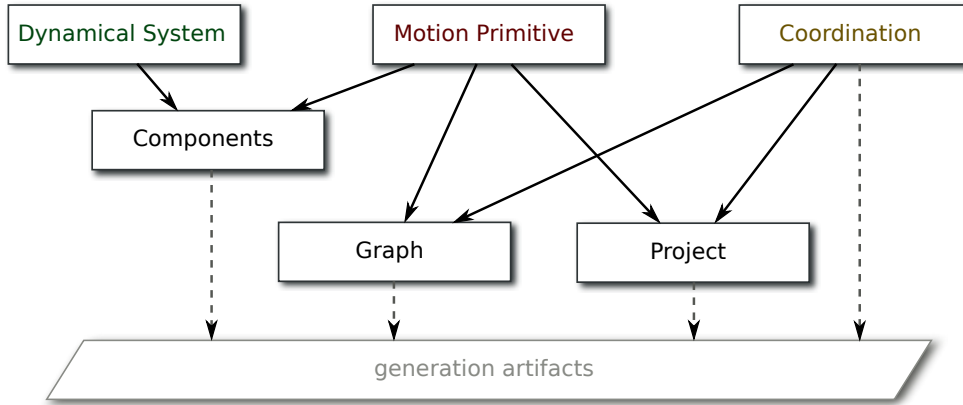 Dynamical System
Motion Primitive
Coordination
Components
Graph
Project
generation artifacts